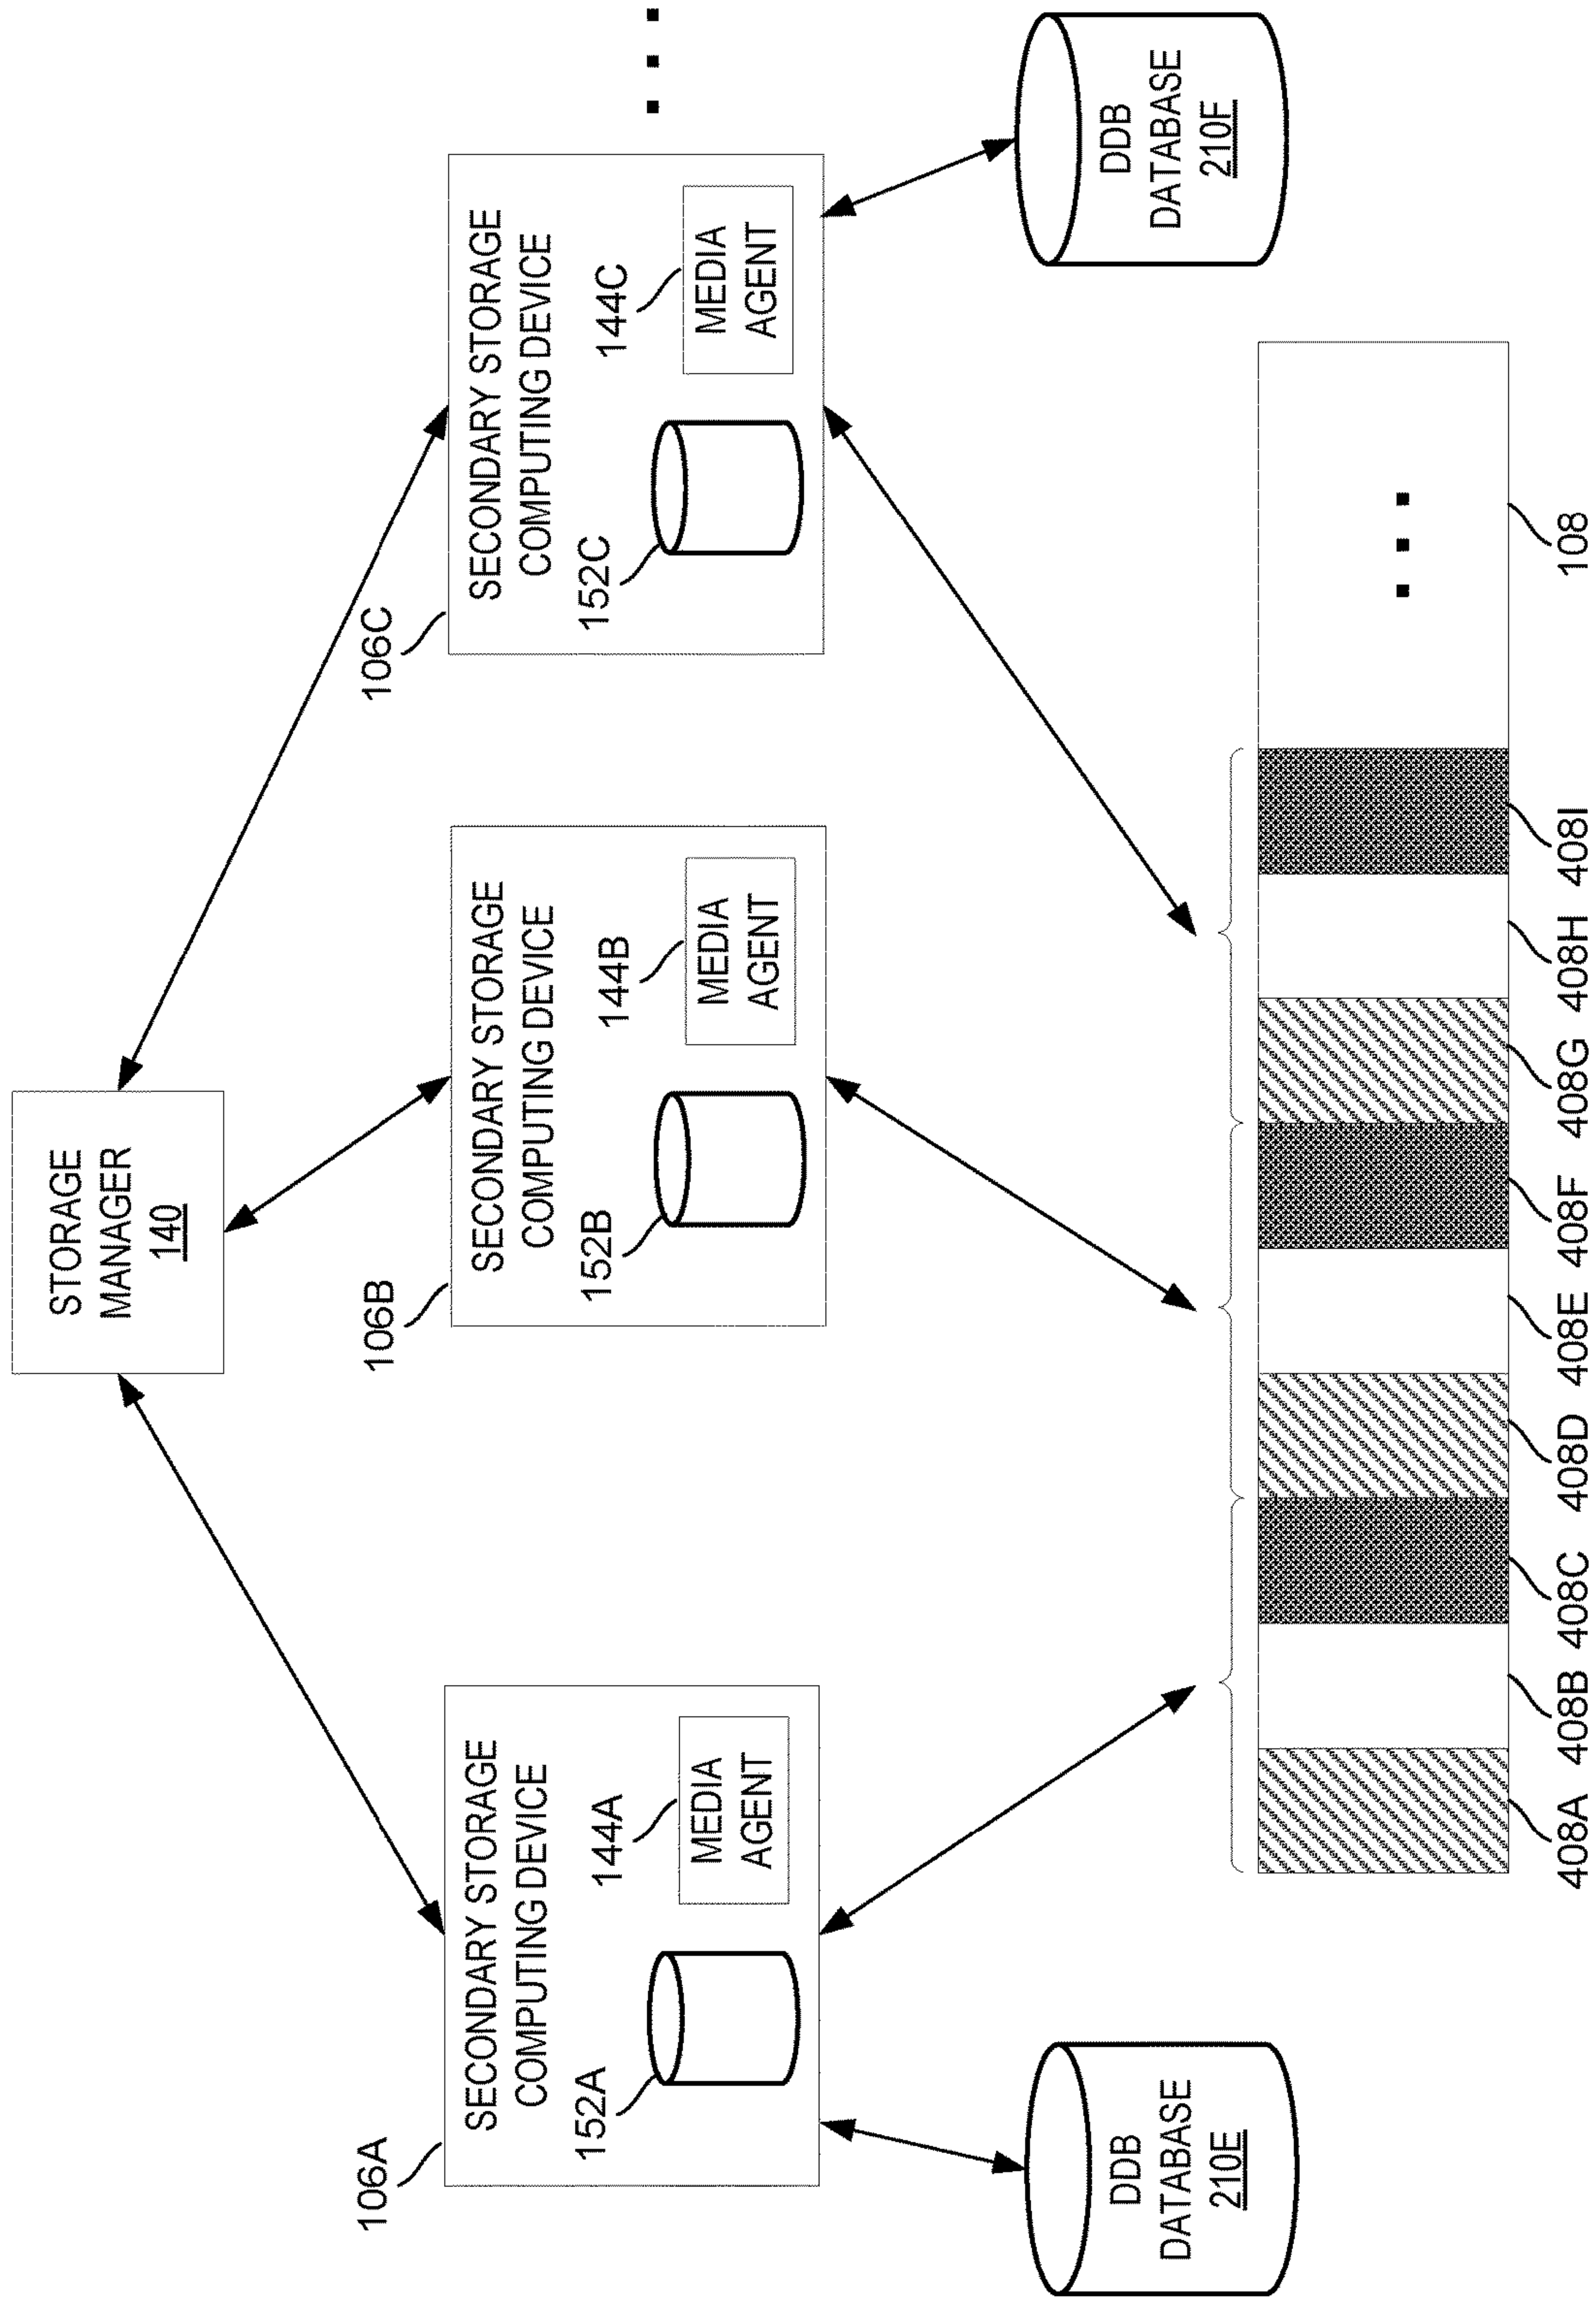 STORAGE
MANAGER
140
106A
SECONDARY STORAGE
COMPUTING DEVICE
152A
144A
MEDIA
AGENT
106B
SECONDARY STORAGE
COMPUTING DEVICE
152B
144B
MEDIA
AGENT
106C
SECONDARY STORAGE
COMPUTING DEVICE
152C
144C
MEDIA
AGENT
DDB
DATABASE
210E
DDB
DATABASE
210F
408A 408B 408C 408D 408E 408F 408G 408H 408I 108